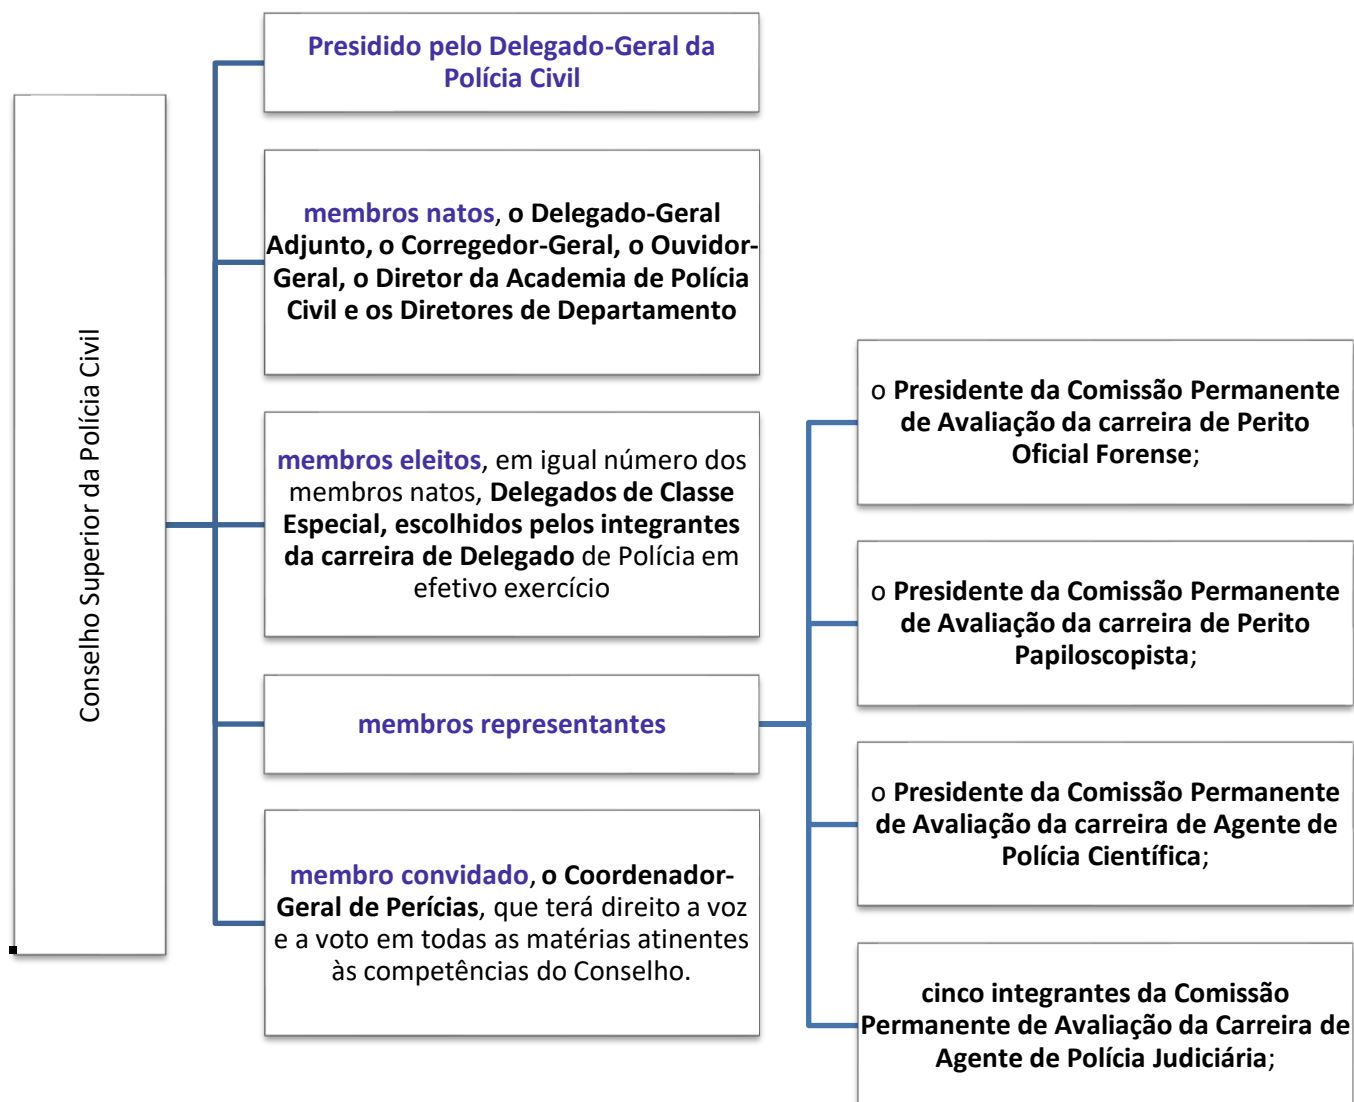 Conselho Superior da Polícia Civil
Presidido pelo Delegado-Geral da
Polícia Civil
membros natos, o Delegado-Geral
Adjunto, o Corregedor-Geral, o Ouvidor-
Geral, o Diretor da Academia de Polícia
Civil e os Diretores de Departamento
membros eleitos, em igual número dos
membros natos, Delegados de Classe
Especial, escolhidos pelos integrantes
da carreira de Delegado de Polícia em
efetivo exercício
membros representantes
o Presidente da Comissão Permanente
de Avaliação da carreira de Perito
Oficial Forense;
o Presidente da Comissão Permanente
de Avaliação da carreira de Perito
Papiloscopista;
o Presidente da Comissão Permanente
de Avaliação da carreira de Agente de
Polícia Científica;
cinco integrantes da Comissão
Permanente de Avaliação da Carreira de
Agente de Polícia Judiciária;
membro convidado, o Coordenador-
Geral de Perícias, que terá direito a voz
e a voto em todas as matérias atinentes
às competências do Conselho.